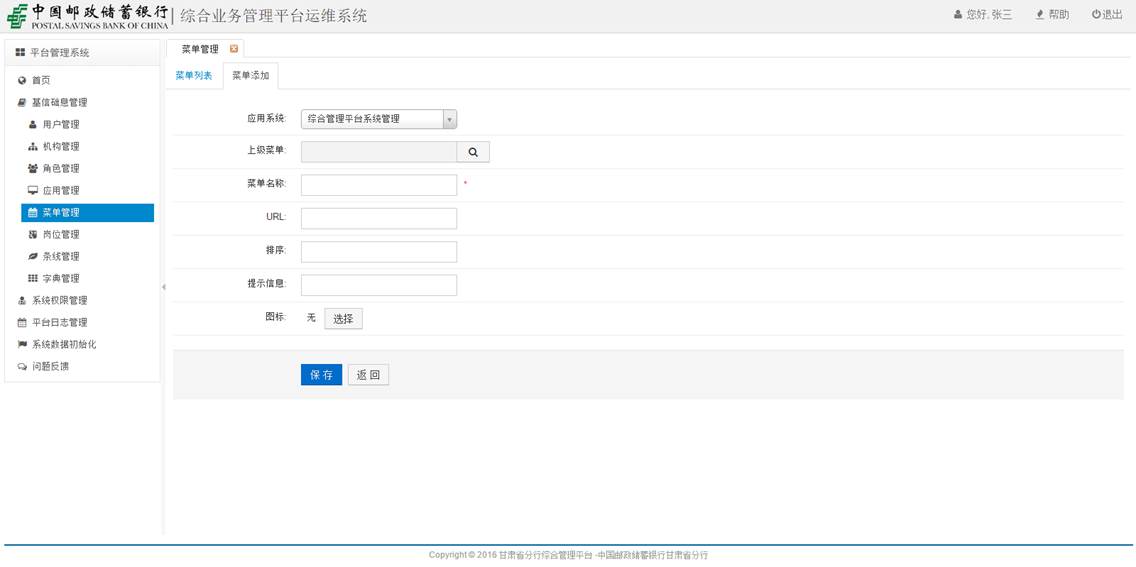 中国邮政储蓄银行 | 综合业务管理平台运维系统 您好, 张三 帮助 退出
POSTAL SAVINGS BANK OF CHINA
平台管理系统
首页
基信础息管理
用户管理
机构管理
角色管理
应用管理
菜单管理
岗位管理
条线管理
字典管理
系统权限管理
平台日志管理
系统数据初始化
问题反馈
菜单管理
菜单列表 菜单添加
应用系统: 综合管理平台系统管理
上级菜单:
菜单名称: *
URL:
排序:
提示信息:
图标: 无 选择
保 存 返 回
Copyright © 2016 甘肃省分行综合管理平台 -中国邮政储蓄银行甘肃省分行